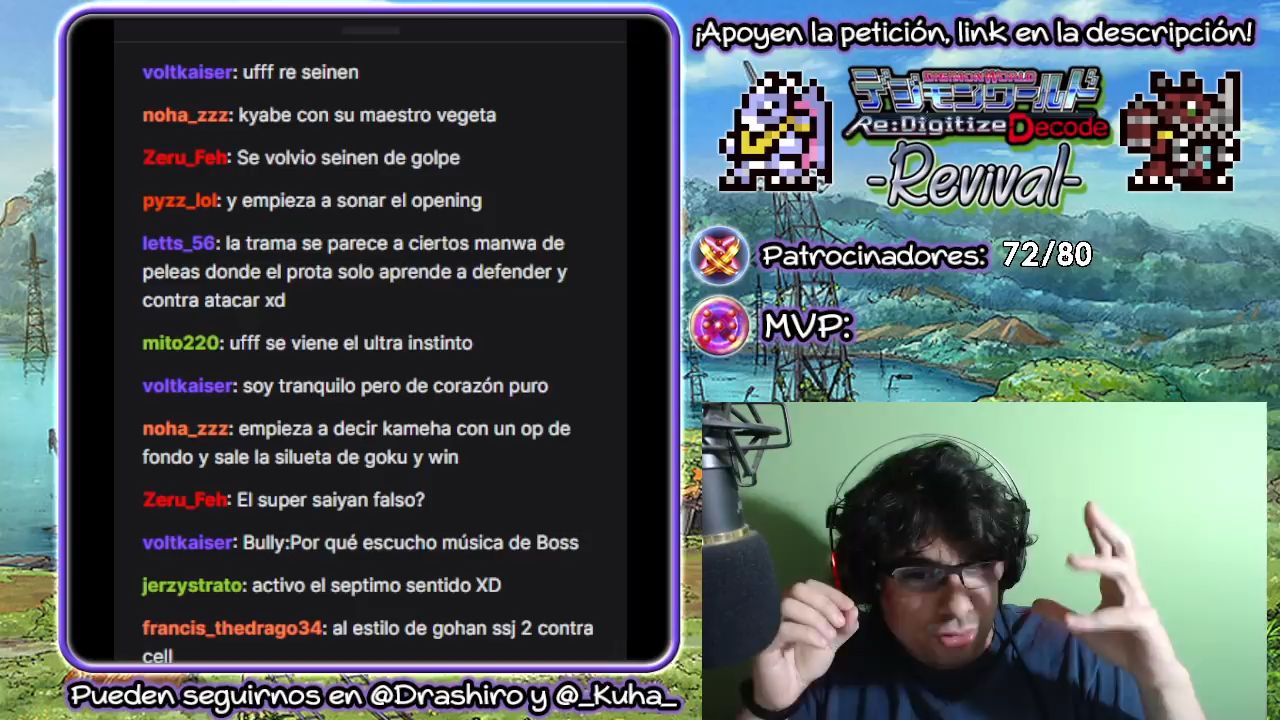 voltkaiser: ufff re seinen
noha_zzz: kyabe con su maestro vegeta
Zeru_Feh: Se volvio seinen de golpe
pyzz_lol: y empieza a sonar el opening
letts_56: la trama se parece a ciertos manwa de
peleas donde el prota solo aprende a defender y
contra atacar xd
mito220: ufff se viene el ultra instinto
voltkaiser: soy tranquilo pero de corazón puro
noha_zzz: empieza a decir kameha con un op de
fondo y sale la silueta de goku y win
Zeru_Feh: El super saiyan falso?
voltkaiser: Bully:Por qué escucho música de Boss
jerzystrato: activo el septimo sentido XD
francis_thedrago34: al estilo de gohan ssj 2 contra
cell
Pueden seguirnos en @Drashiro y @_Kuha_
¡Apoyen la petición, link en la descripción!
DIGIMON WORLD
デジモンワールド
Re:Digitize Decode
-Revival-
Patrocinadores: 72/80
MVP: